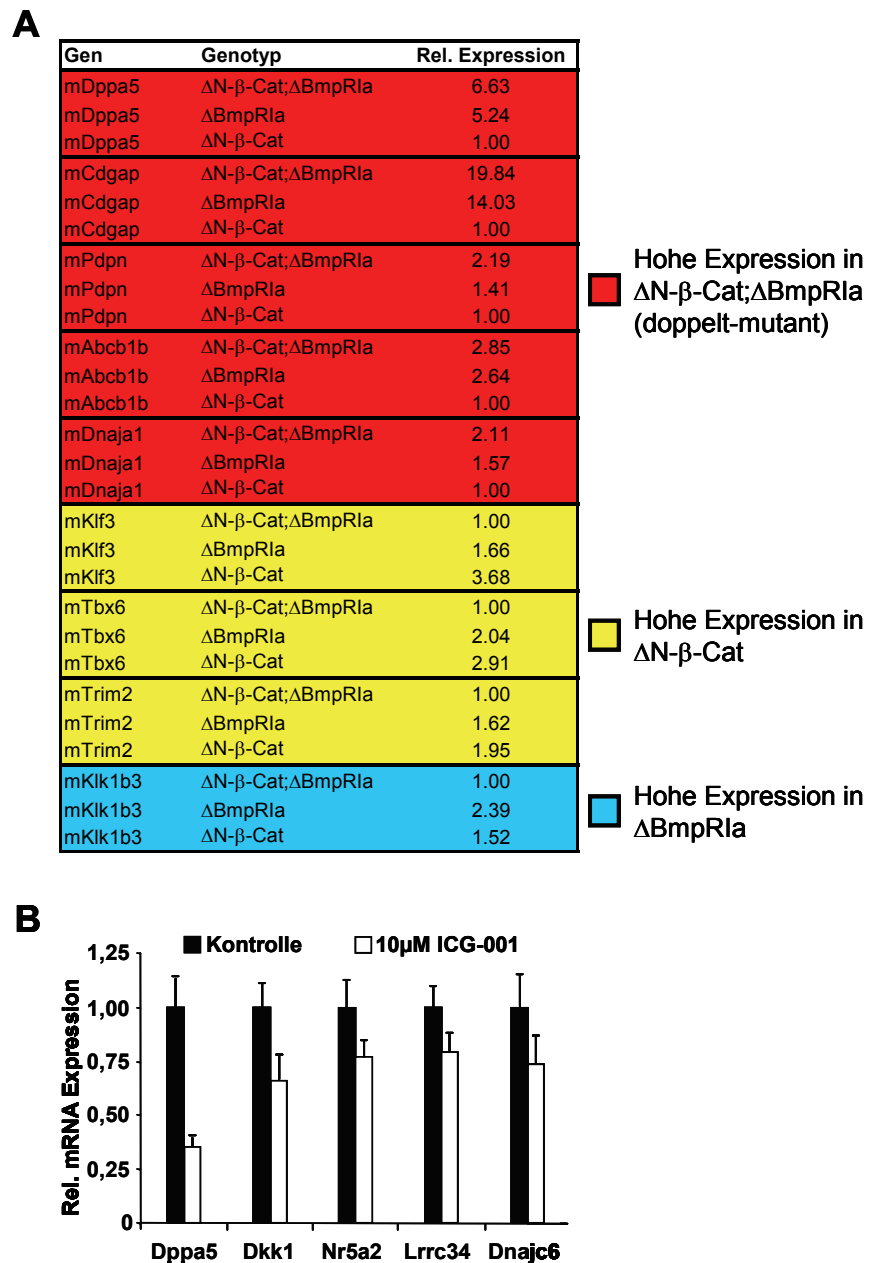 A
Gen Genotyp Rel. Expression
mDppa5 ΔN-β-Cat;ΔBmpRIa 6.63
mDppa5 ΔBmpRIa 5.24
mDppa5 ΔN-β-Cat 1.00
mCdgap ΔN-β-Cat;ΔBmpRIa 19.84
mCdgap ΔBmpRIa 14.03
mCdgap ΔN-β-Cat 1.00
mPdpn ΔN-β-Cat;ΔBmpRIa 2.19
mPdpn ΔBmpRIa 1.41
mPdpn ΔN-β-Cat 1.00
mAbcb1b ΔN-β-Cat;ΔBmpRIa 2.85
mAbcb1b ΔBmpRIa 2.64
mAbcb1b ΔN-β-Cat 1.00
mDnaja1 ΔN-β-Cat;ΔBmpRIa 2.11
mDnaja1 ΔBmpRIa 1.57
mDnaja1 ΔN-β-Cat 1.00
mKlf3 ΔN-β-Cat;ΔBmpRIa 1.00
mKlf3 ΔBmpRIa 1.66
mKlf3 ΔN-β-Cat 3.68
mTbx6 ΔN-β-Cat;ΔBmpRIa 1.00
mTbx6 ΔBmpRIa 2.04
mTbx6 ΔN-β-Cat 2.91
mTrim2 ΔN-β-Cat;ΔBmpRIa 1.00
mTrim2 ΔBmpRIa 1.62
mTrim2 ΔN-β-Cat 1.95
mKlk1b3 ΔN-β-Cat;ΔBmpRIa 1.00
mKlk1b3 ΔBmpRIa 2.39
mKlk1b3 ΔN-β-Cat 1.52
Hohe Expression in
ΔN-β-Cat;ΔBmpRIa
(doppelt-mutant)
Hohe Expression in
ΔN-β-Cat
Hohe Expression in
ΔBmpRIa
B
Kontrolle 10µM ICG-001
Rel. mRNA Expression
1,25
1,00
0,75
0,50
0,25
0
Dppa5 Dkk1 Nr5a2 Lrrc34 Dnajc6